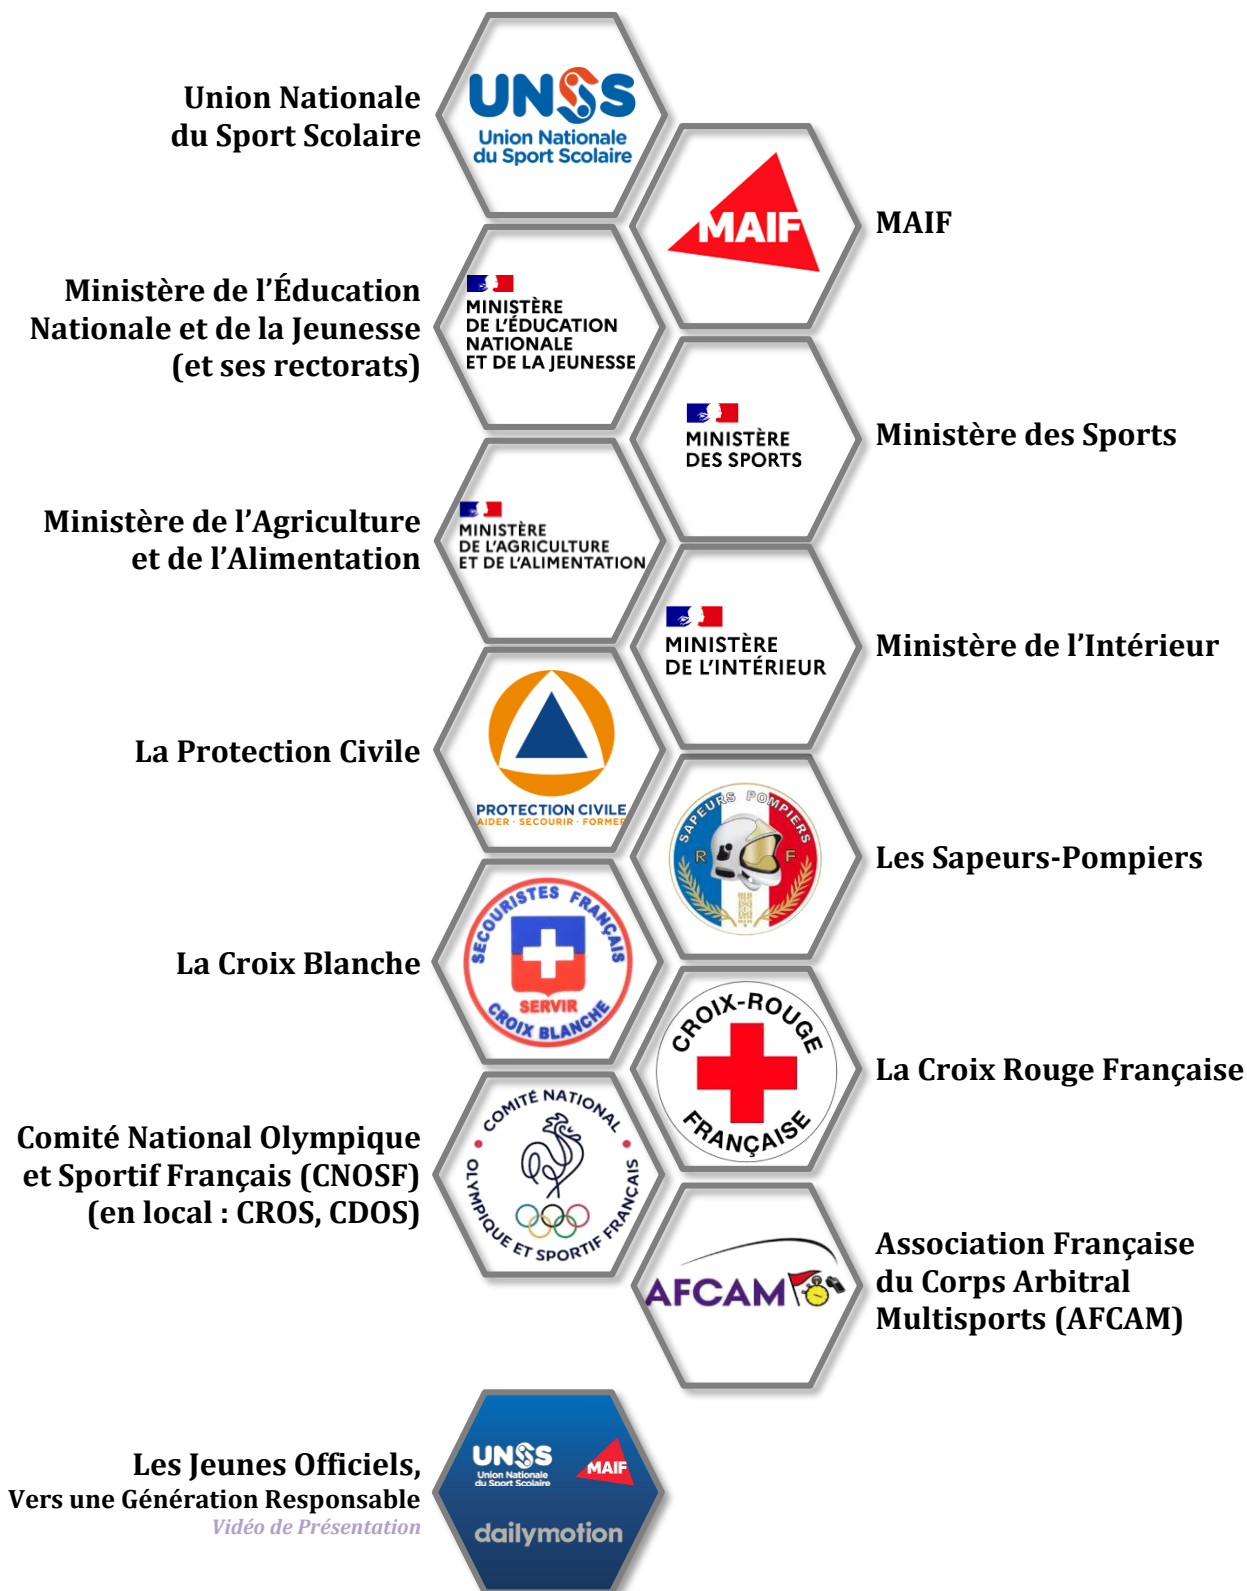 Union Nationale
du Sport Scolaire
UNSS
Union Nationale
du Sport Scolaire
MAIF
MAIF
Ministère de l'Éducation
Nationale et de la Jeunesse
(et ses rectorats)
MINISTÈRE
DE L'ÉDUCATION
NATIONALE
ET DE LA JEUNESSE
MINISTÈRE
DES SPORTS
Ministère des Sports
Ministère de l'Agriculture
et de l'Alimentation
MINISTÈRE
DE L'AGRICULTURE
ET DE L'ALIMENTATION
MINISTÈRE
DE L'INTÉRIEUR
Ministère de l'Intérieur
La Protection Civile
PROTECTION CIVILE
AIDER · SECOURIR · FORMER
SAPEURS POMPIERS
R F
Les Sapeurs-Pompiers
La Croix Blanche
SECOURISTES FRANÇAIS
SERVIR
CROIX BLANCHE
CROIX-ROUGE
FRANÇAISE
La Croix Rouge Française
Comité National Olympique
et Sportif Français (CNOSF)
(en local : CROS, CDOS)
COMITÉ NATIONAL
OLYMPIQUE ET SPORTIF FRANÇAIS
AFCAM
Association Française
du Corps Arbitral
Multisports (AFCAM)
Les Jeunes Officiels,
Vers une Génération Responsable
Vidéo de Présentation
UNSS
Union Nationale
du Sport Scolaire
MAIF
dailymotion